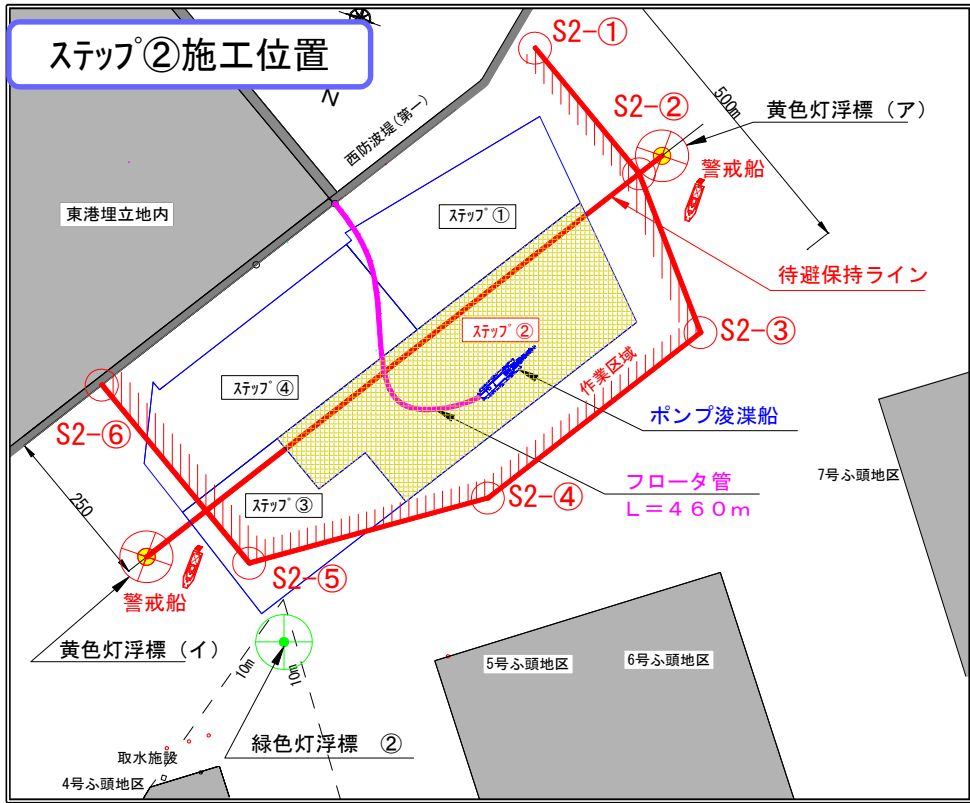 ステップ②施工位置
N
西防波堤(第一)
S2-①
S2-②
500m
黄色灯浮標（ア）
警戒船
東港埋立地内
ステップ①
待避保持ライン
ステップ②
S2-③
作業区域
ステップ④
ポンプ浚渫船
S2-⑥
フロータ管
L＝460m
7号ふ頭地区
250
ステップ③
S2-④
S2-⑤
警戒船
黄色灯浮標（イ）
10m
10m
5号ふ頭地区
6号ふ頭地区
緑色灯浮標　②
取水施設
4号ふ頭地区